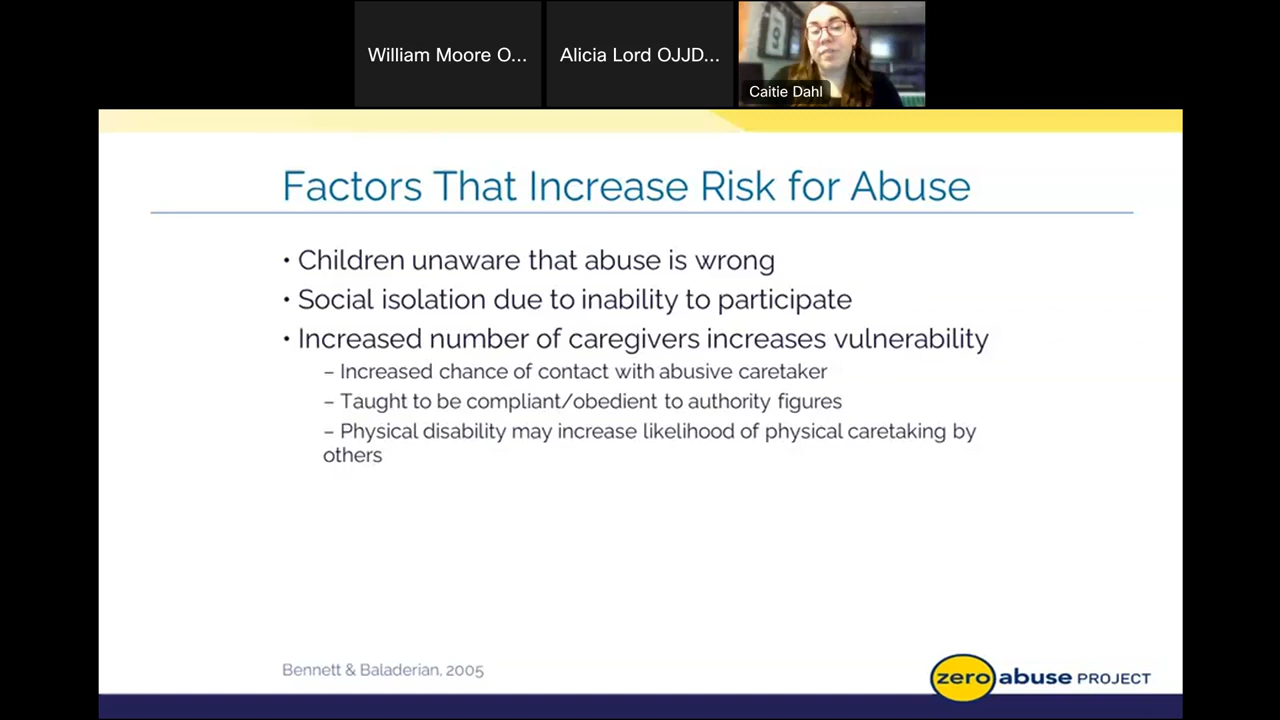 William Moore O...
Alicia Lord OJJD...
Caitie Dahl
Factors That Increase Risk for Abuse
• Children unaware that abuse is wrong
• Social isolation due to inability to participate
• Increased number of caregivers increases vulnerability
– Increased chance of contact with abusive caretaker
– Taught to be compliant/obedient to authority figures
– Physical disability may increase likelihood of physical caretaking by
others
Bennett & Baladerian, 2005
zero abuse PROJECT